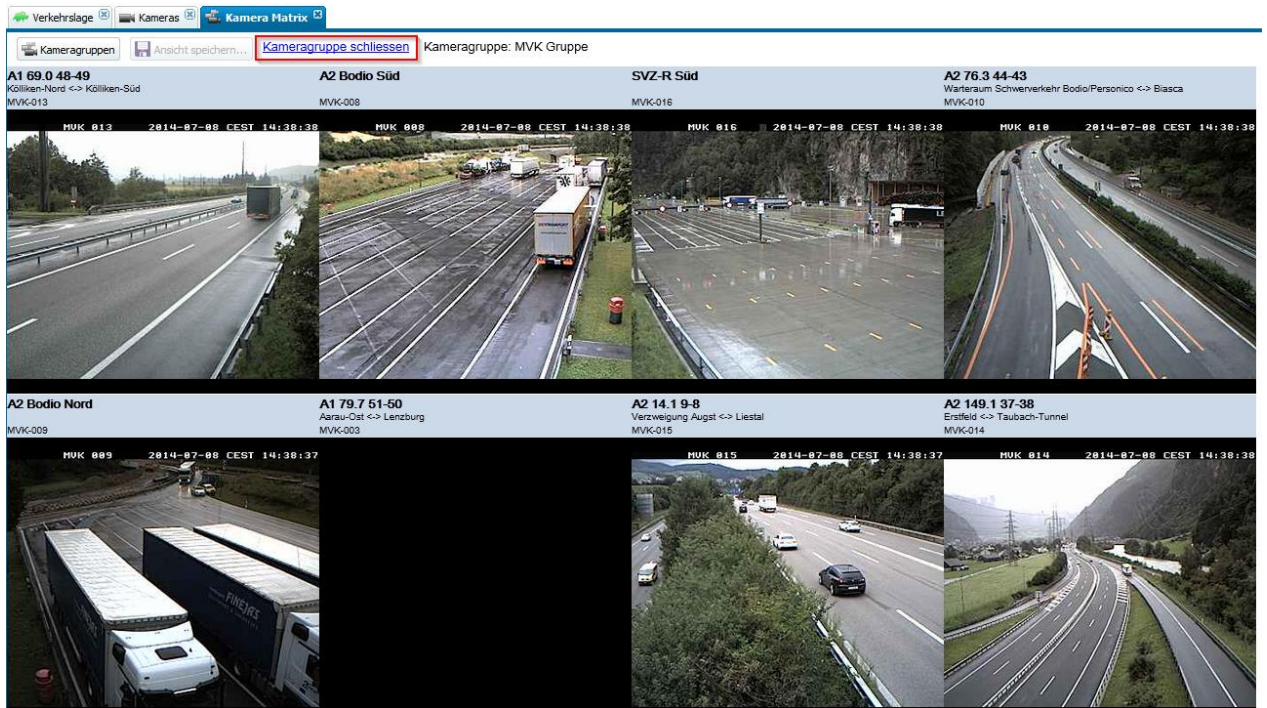 Verkehrslage Kameras Kamera Matrix
Kameragruppen Ansicht speichern... Kameragruppe schliessen Kameragruppe: MVK Gruppe
A1 69.0 48-49 A2 Bodio Süd SVZ-R Süd A2 76.3 44-43
Kölliken-Nord <-> Kölliken-Süd Warteraum Schwerverkehr Bodio/Personico <-> Biasca
MVK-013 MVK-008 MVK-016 MVK-010
MVK 013 2014-07-08 CEST 14:38:38 MVK 008 2014-07-08 CEST 14:38:38 MVK 016 2014-07-08 CEST 14:38:38 MVK 010 2014-07-08 CEST 14:38:38
A2 Bodio Nord A1 79.7 51-50 A2 14.1 9-8 A2 149.1 37-38
Aarau-Ost <-> Lenzburg Verzweigung Augst <-> Liestal Erstfeld <-> Taubach-Tunnel
MVK-009 MVK-003 MVK-015 MVK-014
MVK 009 2014-07-08 CEST 14:38:37 MVK 015 2014-07-08 CEST 14:38:37 MVK 014 2014-07-08 CEST 14:38:38
FINEJAS